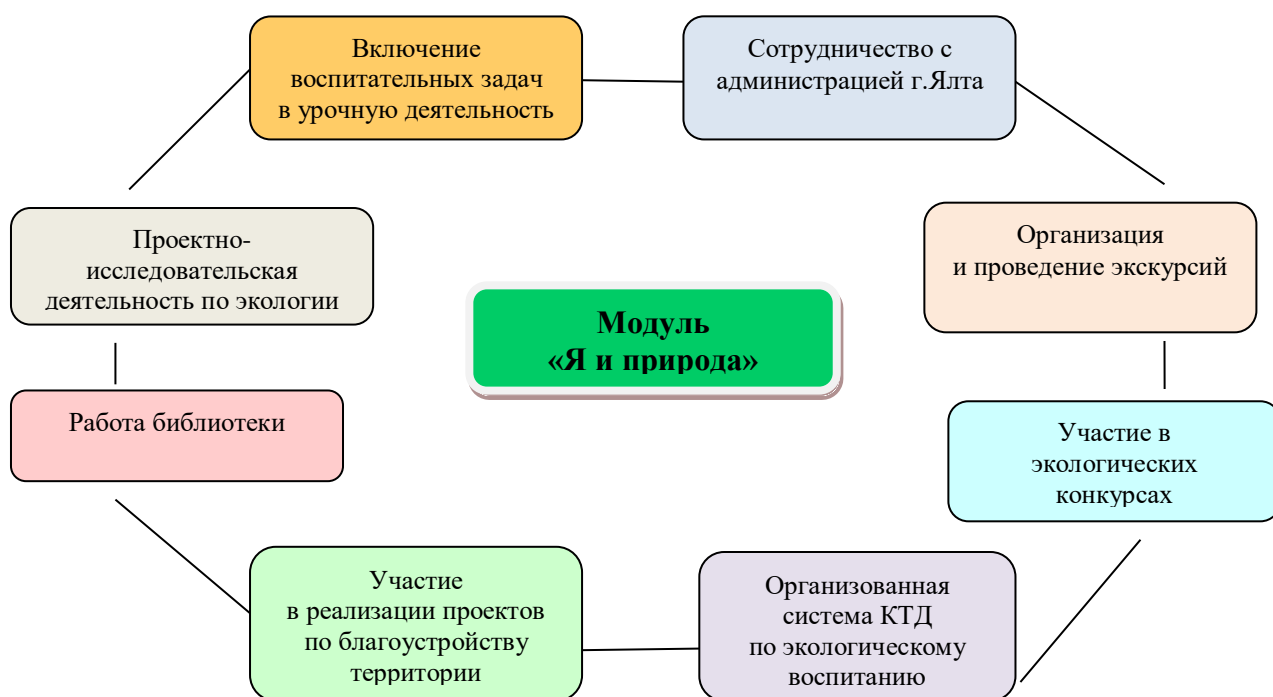 Включение
воспитательных задач
в урочную деятельность
Сотрудничество с
администрацией г.Ялта
Проектно-
исследовательская
деятельность по экологии
Организация
и проведение экскурсий
Модуль
«Я и природа»
Работа библиотеки
Участие в
экологических
конкурсах
Участие
в реализации проектов
по благоустройству
территории
Организованная
система КТД
по экологическому
воспитанию